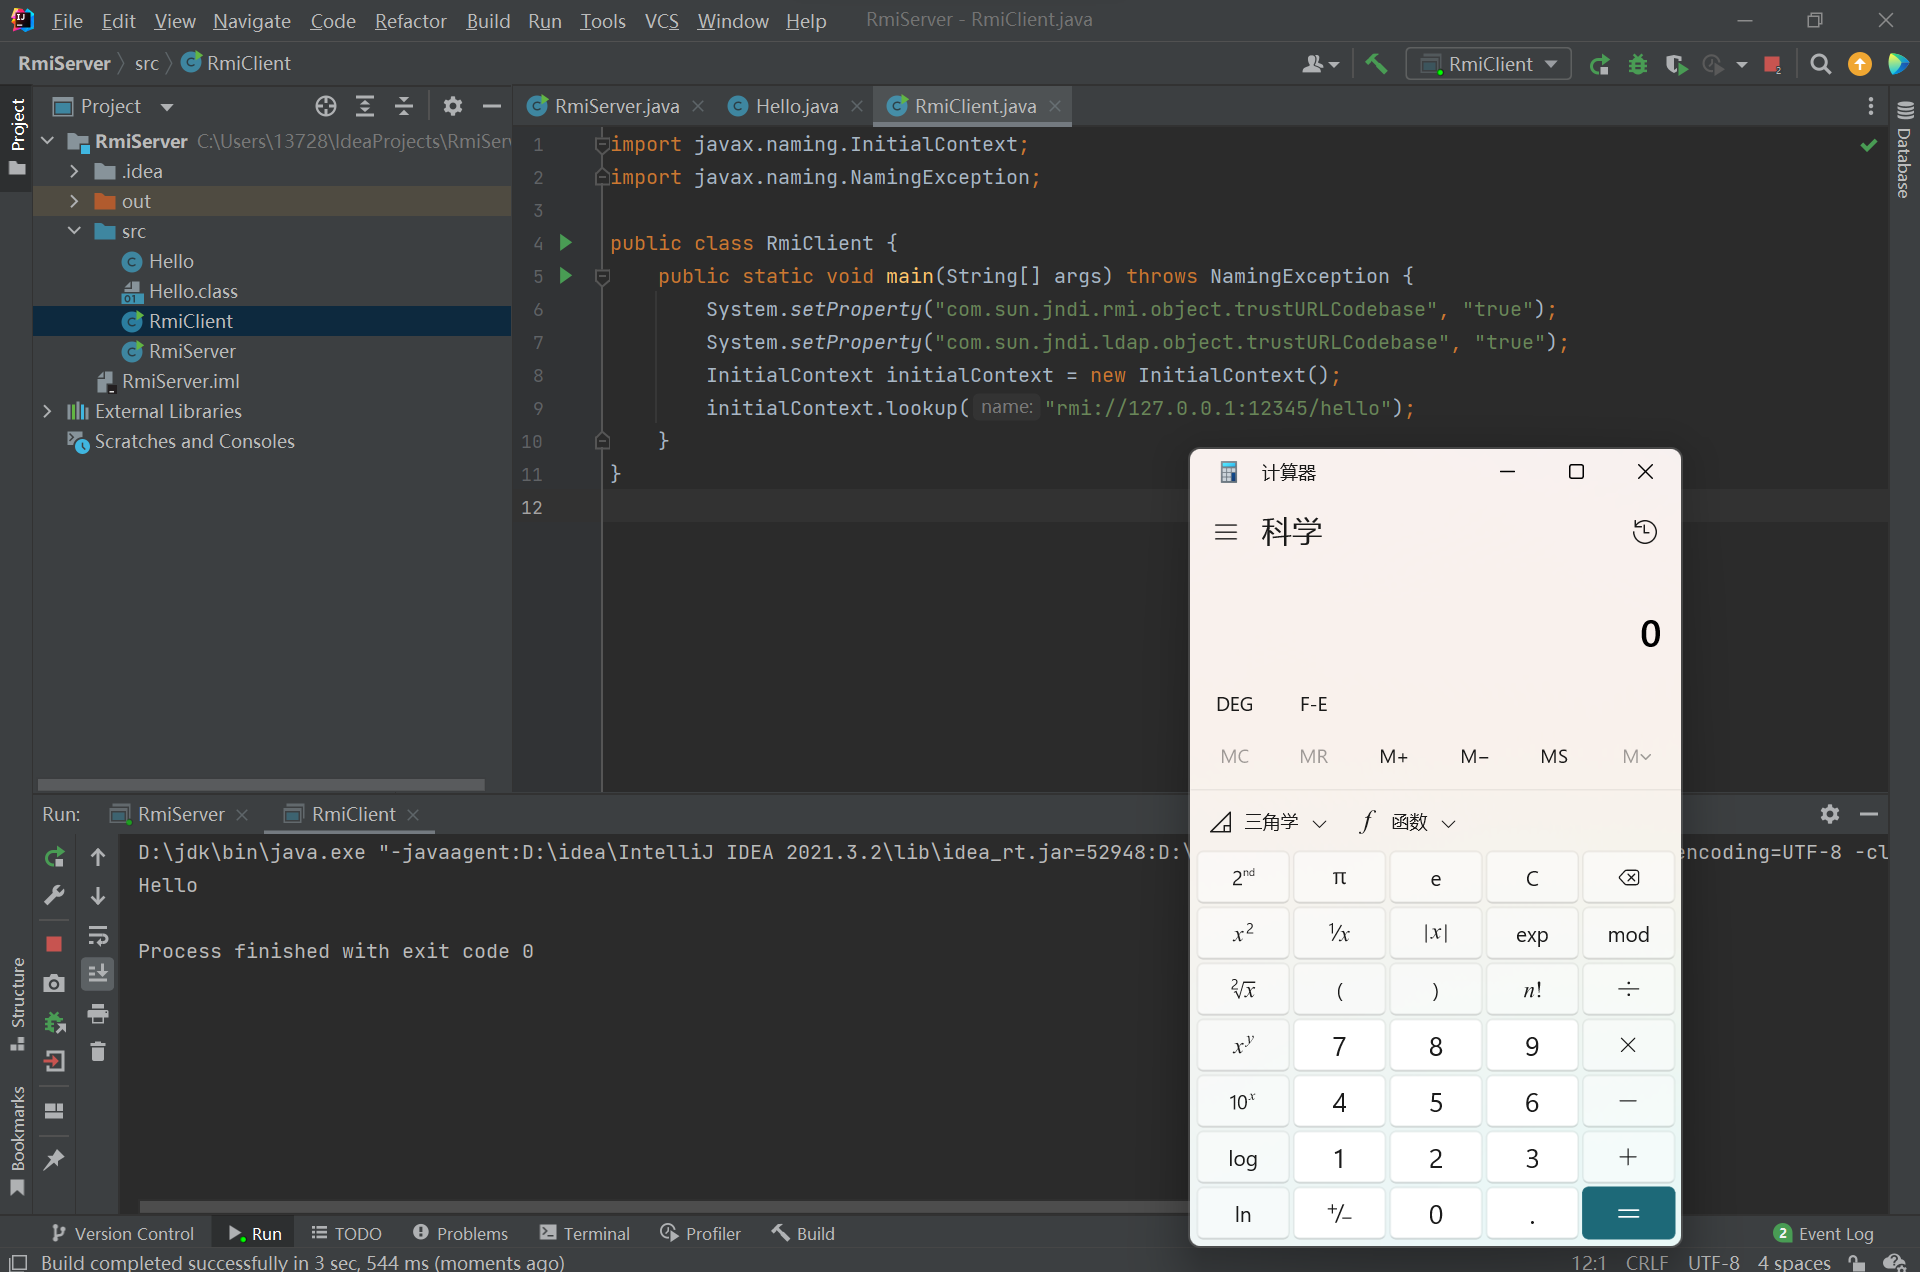 File Edit View Navigate Code Refactor Build Run Tools VCS Window Help RmiServer - RmiClient.java
RmiServer src RmiClient
RmiClient
2
Project
RmiServer.java
Hello.java
RmiClient.java
Project
Structure
Bookmarks
Database
RmiServer C:\Users\13728\IdeaProjects\RmiSer
.idea
out
src
Hello
Hello.class
RmiClient
RmiServer
RmiServer.iml
External Libraries
Scratches and Consoles
1 import javax.naming.InitialContext;
2 import javax.naming.NamingException;
3
4 public class RmiClient {
5 public static void main(String[] args) throws NamingException {
6 System.setProperty("com.sun.jndi.rmi.object.trustURLCodebase", "true");
7 System.setProperty("com.sun.jndi.ldap.object.trustURLCodebase", "true");
8 InitialContext initialContext = new InitialContext();
9 initialContext.lookup( name: "rmi://127.0.0.1:12345/hello");
10 }
11 }
12
计算器
科学
0
DEG F-E
MC MR M+ M− MS M
三角学 f 函数
2nd π e C
x² ¹/x |x| exp mod
²√x ( ) n! ÷
xʸ 7 8 9 ×
10ˣ 4 5 6 −
log 1 2 3 +
ln +/− 0 . =
Run: RmiServer RmiClient
D:\jdk\bin\java.exe "-javaagent:D:\idea\IntelliJ IDEA 2021.3.2\lib\idea_rt.jar=52948:D:\ encoding=UTF-8 -cl
Hello
Process finished with exit code 0
Version Control Run TODO Problems Terminal Profiler Build 2 Event Log
Build completed successfully in 3 sec, 544 ms (moments ago) 12:1 CRLF UTF-8 4 spaces